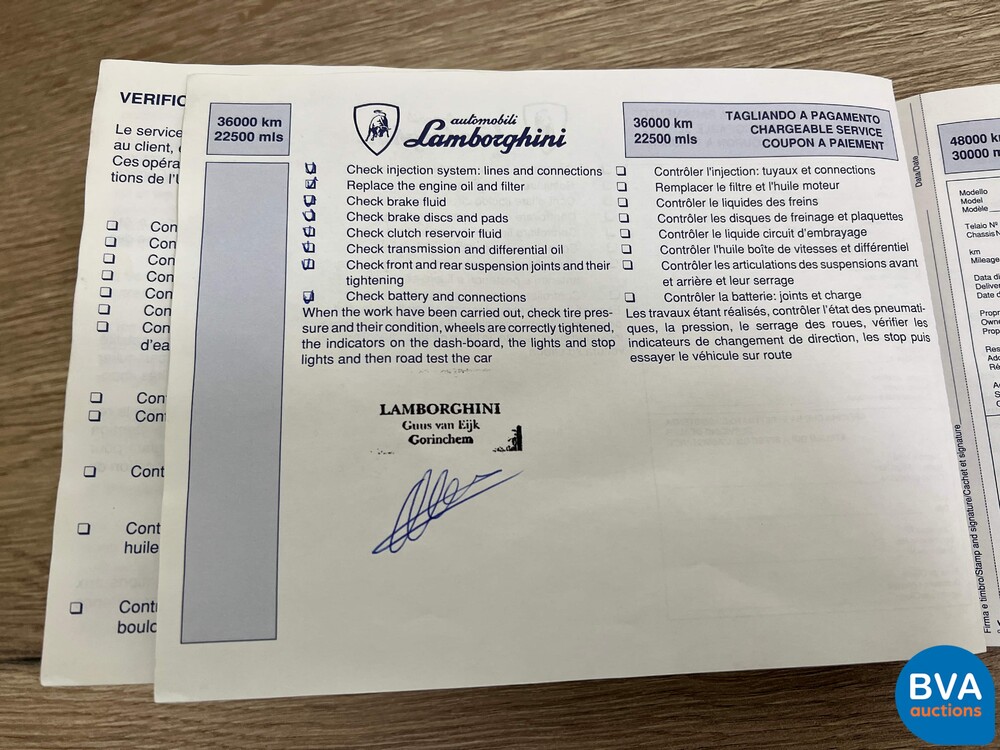 VERIFIC
Le service
au client,
Ces opéra
tions de l'
Con
Con
Con
Con
Con
Con
Con
d'ea
Con
Con
Cont
Cont
huile
Cont
boulo
36000 km
22500 mls
automobili
Lamborghini
Check injection system: lines and connections
Replace the engine oil and filter
Check brake fluid
Check brake discs and pads
Check clutch reservoir fluid
Check transmission and differential oil
Check front and rear suspension joints and their
tightening
Check battery and connections
When the work have been carried out, check tire pres-
sure and their condition, wheels are correctly tightened,
the indicators on the dash-board, the lights and stop
lights and then road test the car
LAMBORGHINI
Guus van Eijk
Gorinchem
36000 km
22500 mls
TAGLIANDO A PAGAMENTO
CHARGEABLE SERVICE
COUPON A PAIEMENT
Contrôler l'injection: tuyaux et connections
Remplacer le filtre et l'huile moteur
Contrôler le liquides des freins
Contrôler les disques de freinage et plaquettes
Contrôler le liquide circuit d'embrayage
Contrôler l'huile boîte de vitesses et différentiel
Contrôler les articulations des suspensions avant
et arrière et leur serrage
Contrôler la batterie: joints et charge
Les travaux étant réalisés, contrôler l'état des pneumati-
ques, la pression, le serrage des roues, vérifier les
indicateurs de changement de direction, les stop puis
essayer le véhicule sur route
Data/Date
Firma e timbro/Stamp and signature/Cachet et signature
48000 k
30000 m
Modello
Model
Modèle
Telaio N°
Chassis N
km
Mileage
Data di
Deliver
Date d
Propr
Owne
Prop
Res
Add
Ré
BVA
auctions